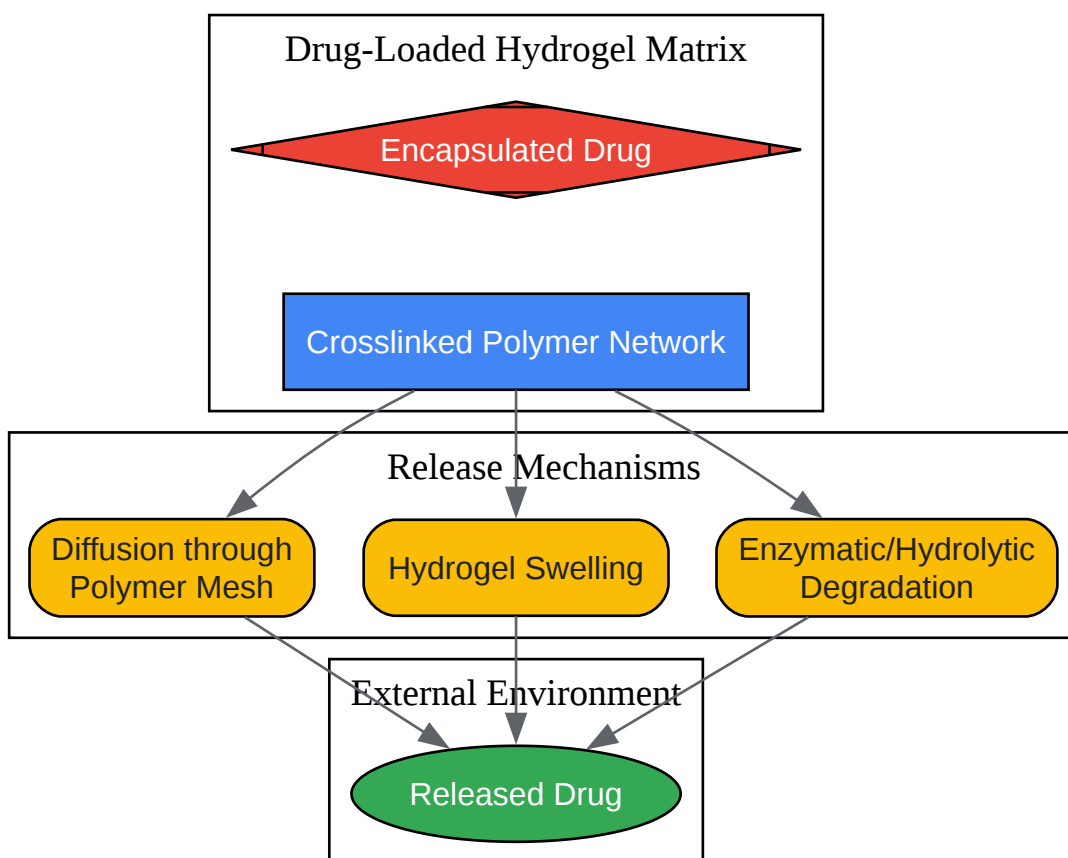 Drug-Loaded Hydrogel Matrix
Encapsulated Drug
Crosslinked Polymer Network
Release Mechanisms
Diffusion through
Polymer Mesh
Hydrogel Swelling
Enzymatic/Hydrolytic
Degradation
External Environment
Released Drug